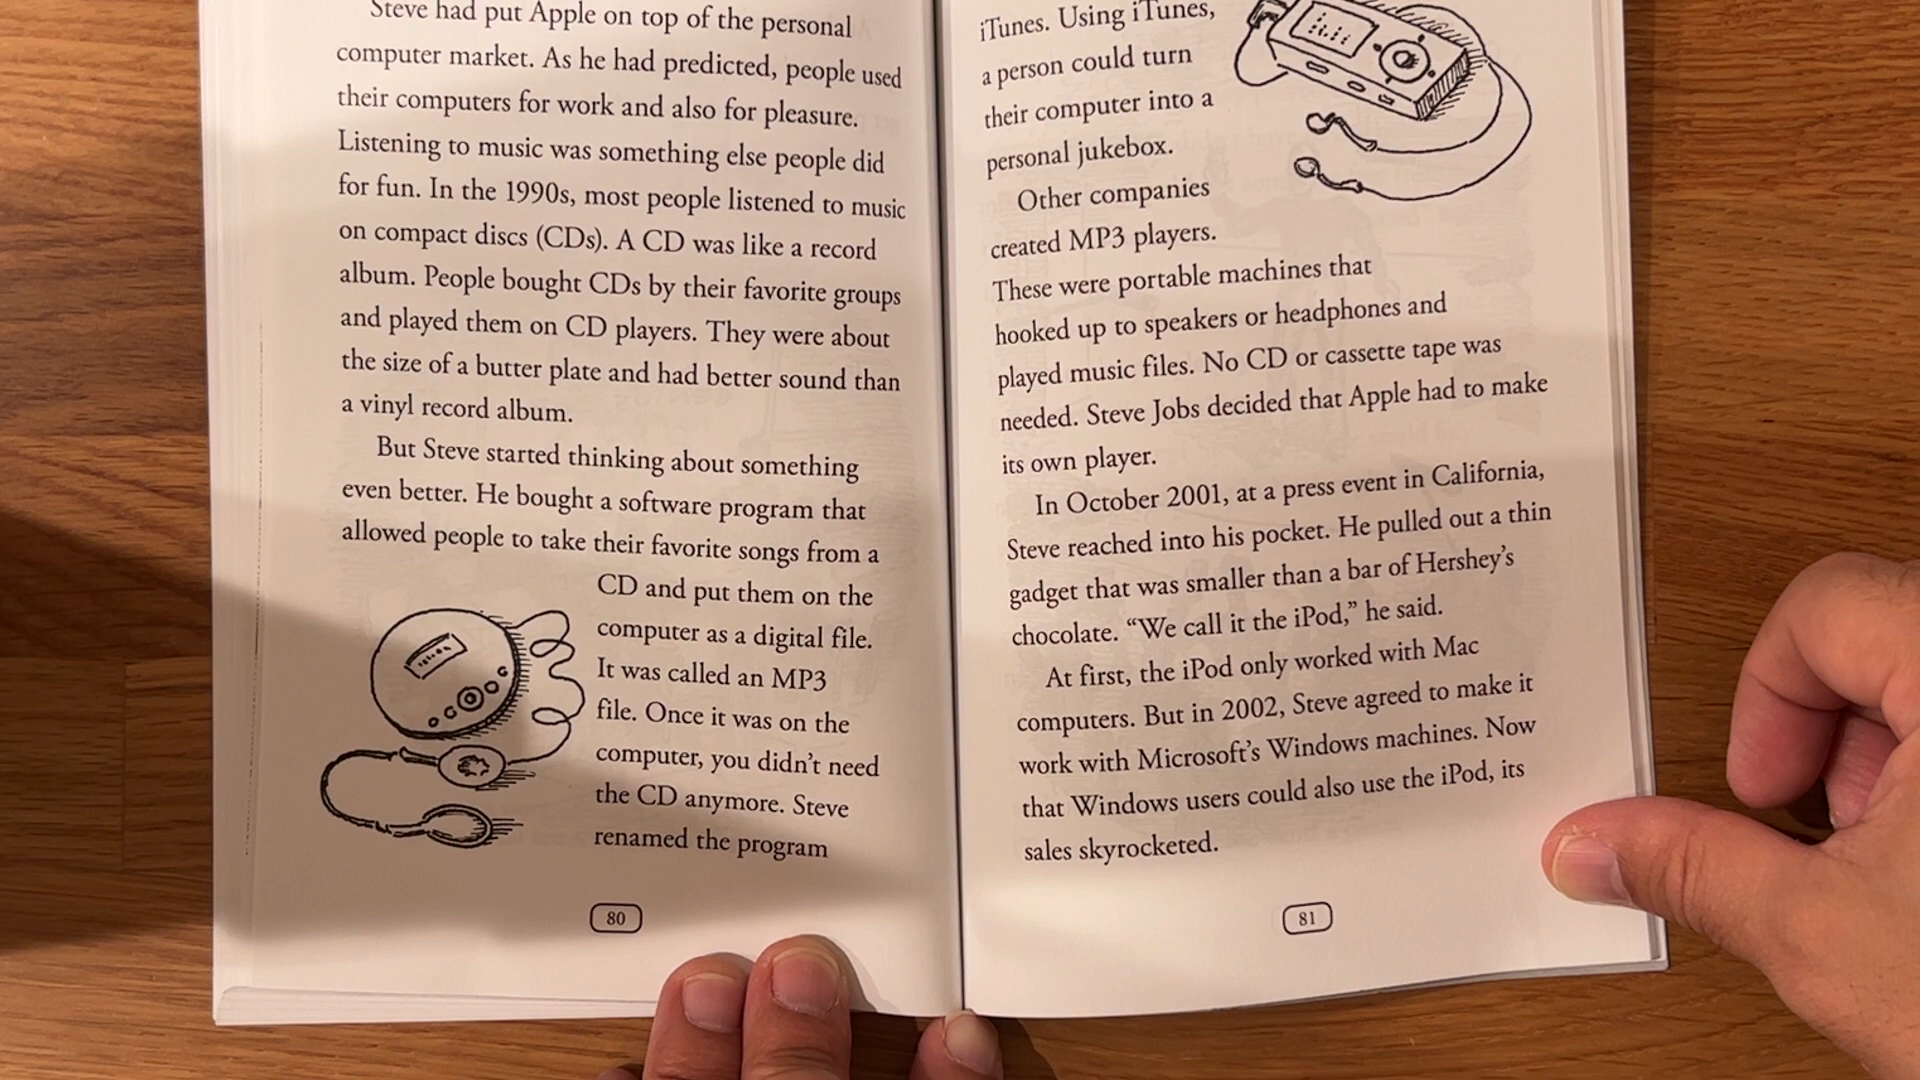 Steve had put Apple on top of the personal
computer market. As he had predicted, people used
their computers for work and also for pleasure.
Listening to music was something else people did
for fun. In the 1990s, most people listened to music
on compact discs (CDs). A CD was like a record
album. People bought CDs by their favorite groups
and played them on CD players. They were about
the size of a butter plate and had better sound than
a vinyl record album.
But Steve started thinking about something
even better. He bought a software program that
allowed people to take their favorite songs from a
CD and put them on the
computer as a digital file.
It was called an MP3
file. Once it was on the
computer, you didn't need
the CD anymore. Steve
renamed the program
80
iTunes. Using iTunes,
a person could turn
their computer into a
personal jukebox.
Other companies
created MP3 players.
These were portable machines that
hooked up to speakers or headphones and
played music files. No CD or cassette tape was
needed. Steve Jobs decided that Apple had to make
its own player.
In October 2001, at a press event in California,
Steve reached into his pocket. He pulled out a thin
gadget that was smaller than a bar of Hershey's
chocolate. “We call it the iPod,” he said.
At first, the iPod only worked with Mac
computers. But in 2002, Steve agreed to make it
work with Microsoft's Windows machines. Now
that Windows users could also use the iPod, its
sales skyrocketed.
81